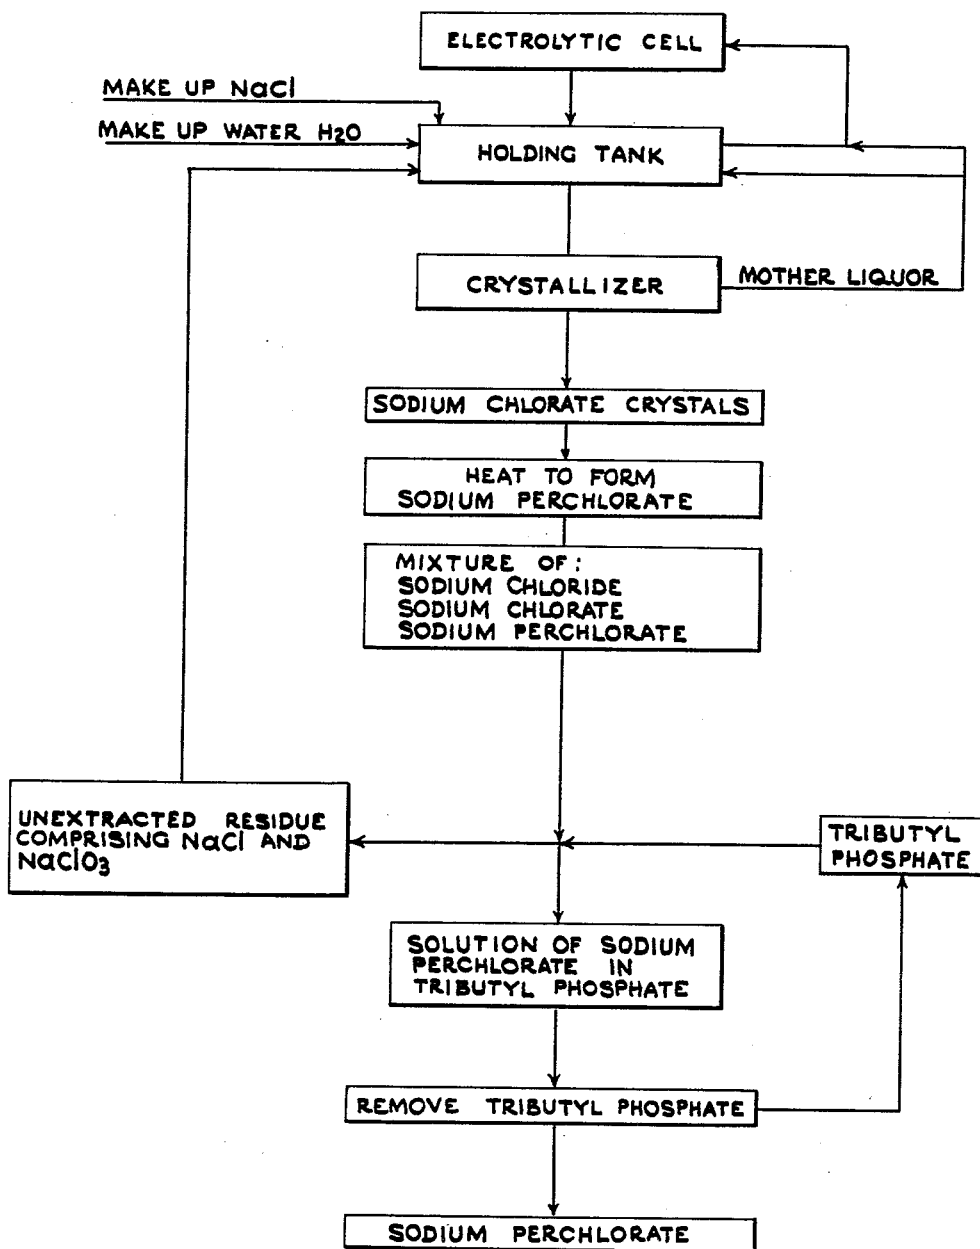 ELECTROLYTIC CELL
MAKE UP NaCl
MAKE UP WATER H2O
HOLDING TANK
CRYSTALLIZER
MOTHER LIQUOR
SODIUM CHLORATE CRYSTALS
HEAT TO FORM
SODIUM PERCHLORATE
MIXTURE OF:
SODIUM CHLORIDE
SODIUM CHLORATE
SODIUM PERCHLORATE
UNEXTRACTED RESIDUE
COMPRISING NaCl AND
NaClO3
TRIBUTYL
PHOSPHATE
SOLUTION OF SODIUM
PERCHLORATE IN
TRIBUTYL PHOSPHATE
REMOVE TRIBUTYL PHOSPHATE
SODIUM PERCHLORATE